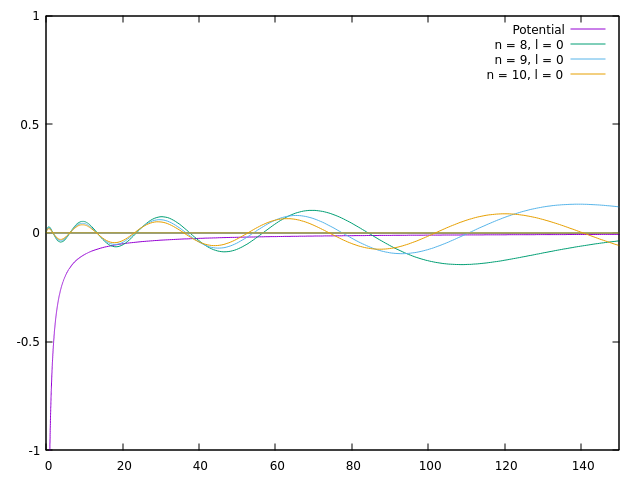 1
0.5
0
-0.5
-1
0 20 40 60 80 100 120 140
Potential
n = 8, l = 0
n = 9, l = 0
n = 10, l = 0